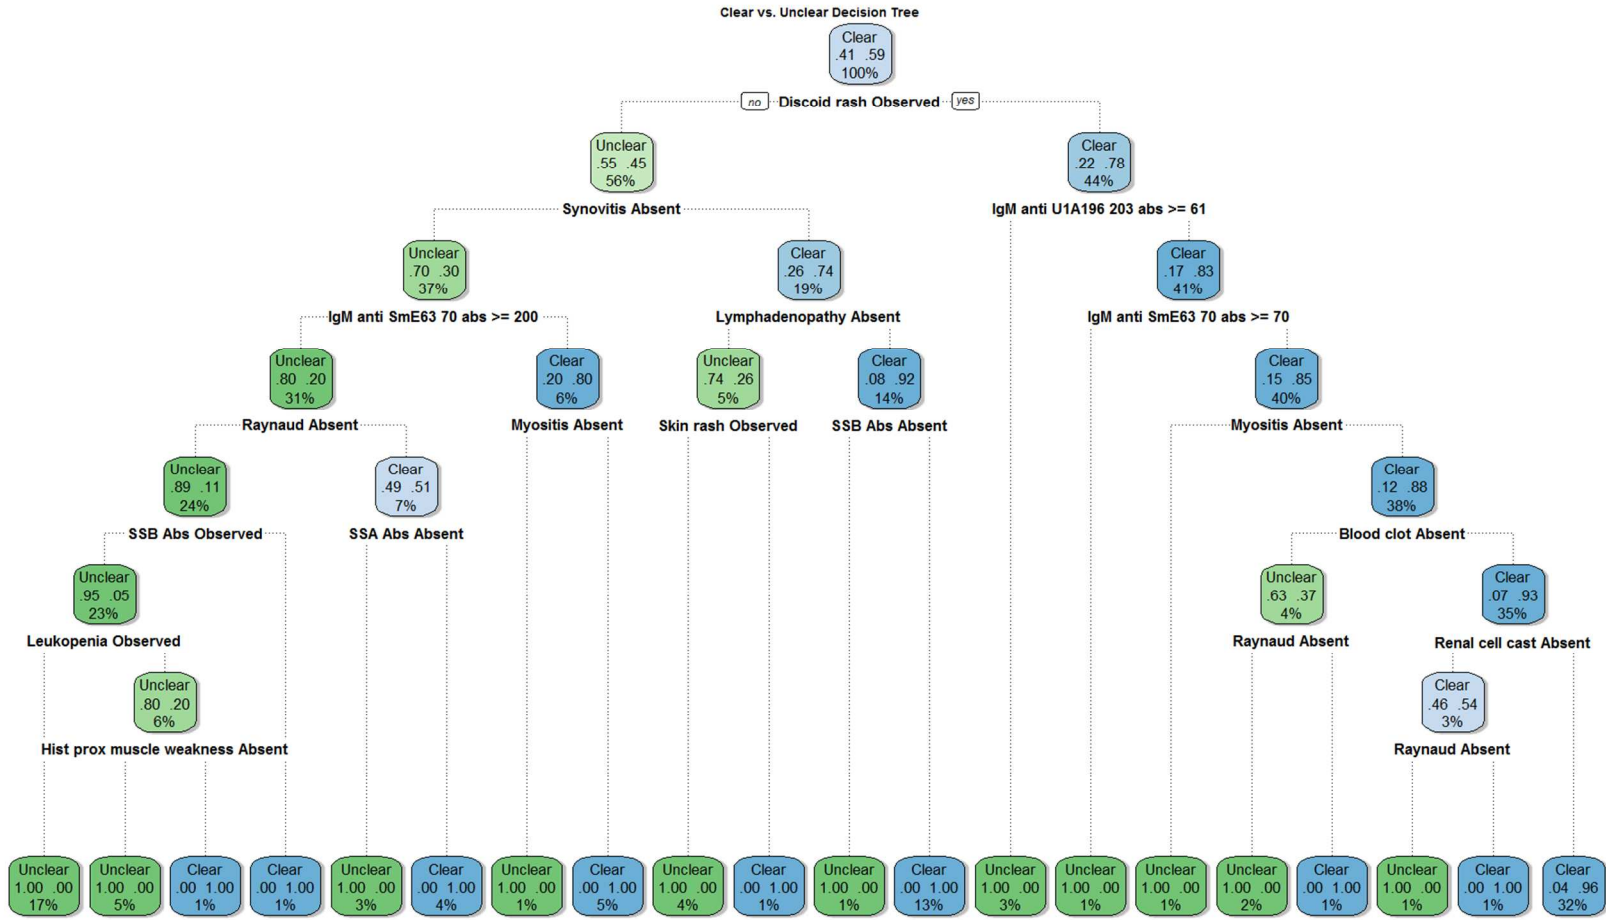 Clear vs. Unclear Decision Tree
Clear
.41 .59
100%
no Discoid rash Observed yes
Unclear
.55 .45
56%
Clear
.22 .78
44%
Synovitis Absent
IgM anti U1A196 203 abs >= 61
Unclear
.70 .30
37%
Clear
.26 .74
19%
Clear
.17 .83
41%
IgM anti SmE63 70 abs >= 200
Lymphadenopathy Absent
IgM anti SmE63 70 abs >= 70
Unclear
.80 .20
31%
Clear
.20 .80
6%
Unclear
.74 .26
5%
Clear
.08 .92
14%
Clear
.15 .85
40%
Raynaud Absent
Myositis Absent
Skin rash Observed
SSB Abs Absent
Myositis Absent
Unclear
.89 .11
24%
Clear
.49 .51
7%
Clear
.12 .88
38%
SSB Abs Observed
SSA Abs Absent
Blood clot Absent
Unclear
.95 .05
23%
Unclear
.63 .37
4%
Clear
.07 .93
35%
Leukopenia Observed
Raynaud Absent
Renal cell cast Absent
Unclear
.80 .20
6%
Clear
.46 .54
3%
Hist prox muscle weakness Absent
Raynaud Absent
Unclear
1.00 .00
17%
Unclear
1.00 .00
5%
Clear
.00 1.00
1%
Clear
.00 1.00
1%
Unclear
1.00 .00
3%
Clear
.00 1.00
4%
Unclear
1.00 .00
1%
Clear
.00 1.00
5%
Unclear
1.00 .00
4%
Clear
.00 1.00
1%
Unclear
1.00 .00
1%
Clear
.00 1.00
13%
Unclear
1.00 .00
3%
Unclear
1.00 .00
1%
Unclear
1.00 .00
1%
Unclear
1.00 .00
2%
Clear
.00 1.00
1%
Unclear
1.00 .00
1%
Clear
.00 1.00
1%
Clear
.04 .96
32%